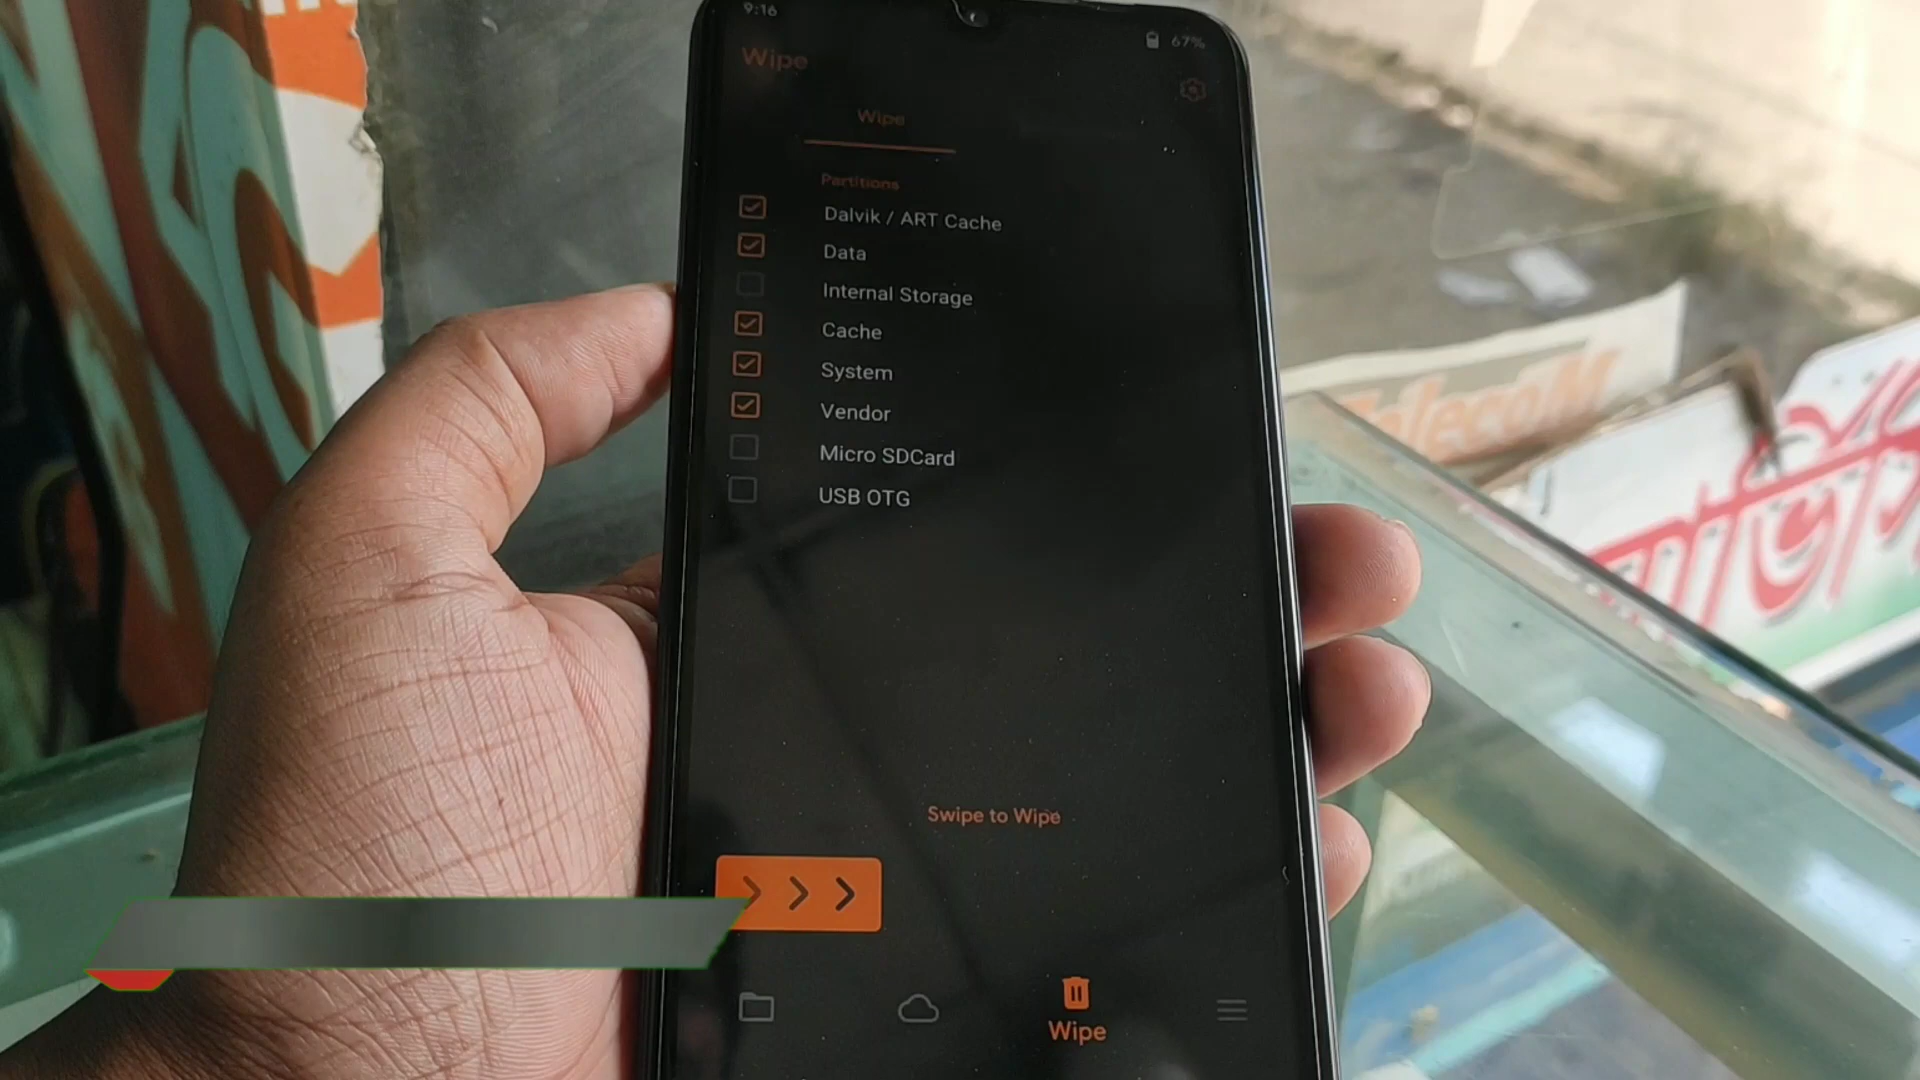 9:16
67%
Wipe
Wipe
Partitions
Dalvik / ART Cache
Data
Internal Storage
Cache
System
Vendor
Micro SDCard
USB OTG
Swipe to Wipe
Wipe
TelecoM